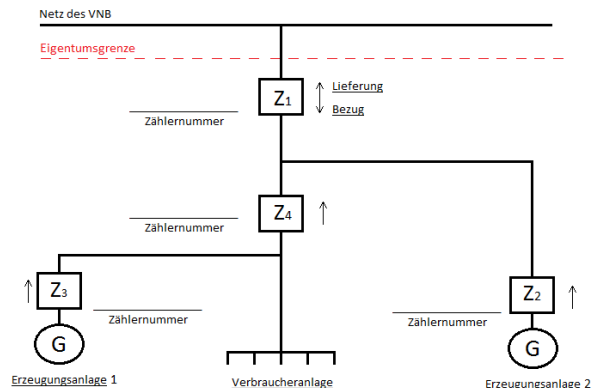 Netz des VNB
Eigentumsgrenze
Z1
Lieferung
Bezug
Zählernummer
Z4
Zählernummer
Z3
Zählernummer
Z2
Zählernummer
G
G
Erzeugungsanlage 1
Verbraucheranlage
Erzeugungsanlage 2